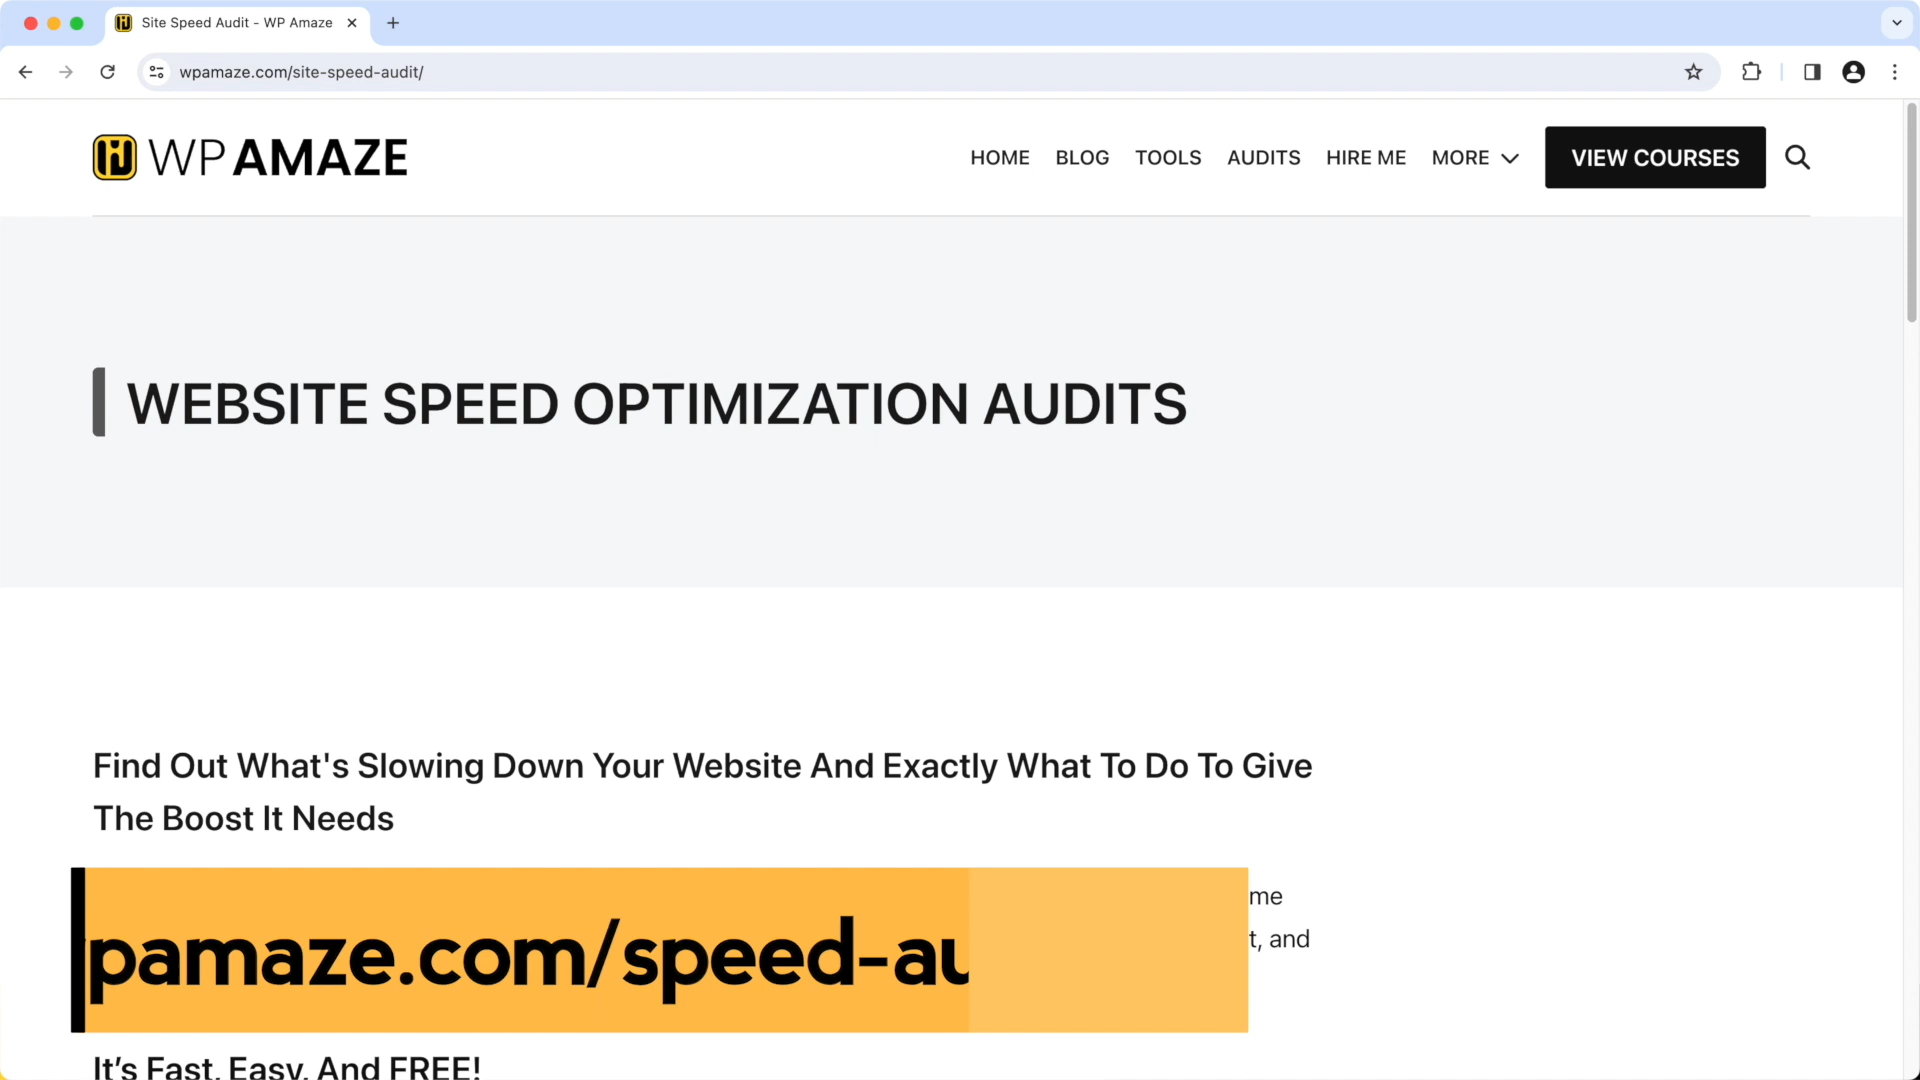 Site Speed Audit - WP Amaze
wpamaze.com/site-speed-audit/
WP AMAZE
HOME BLOG TOOLS AUDITS HIRE ME MORE VIEW COURSES
WEBSITE SPEED OPTIMIZATION AUDITS
Find Out What's Slowing Down Your Website And Exactly What To Do To Give
The Boost It Needs
me
t, and
pamaze.com/speed-au
It’s Fast, Easy, And FREE!